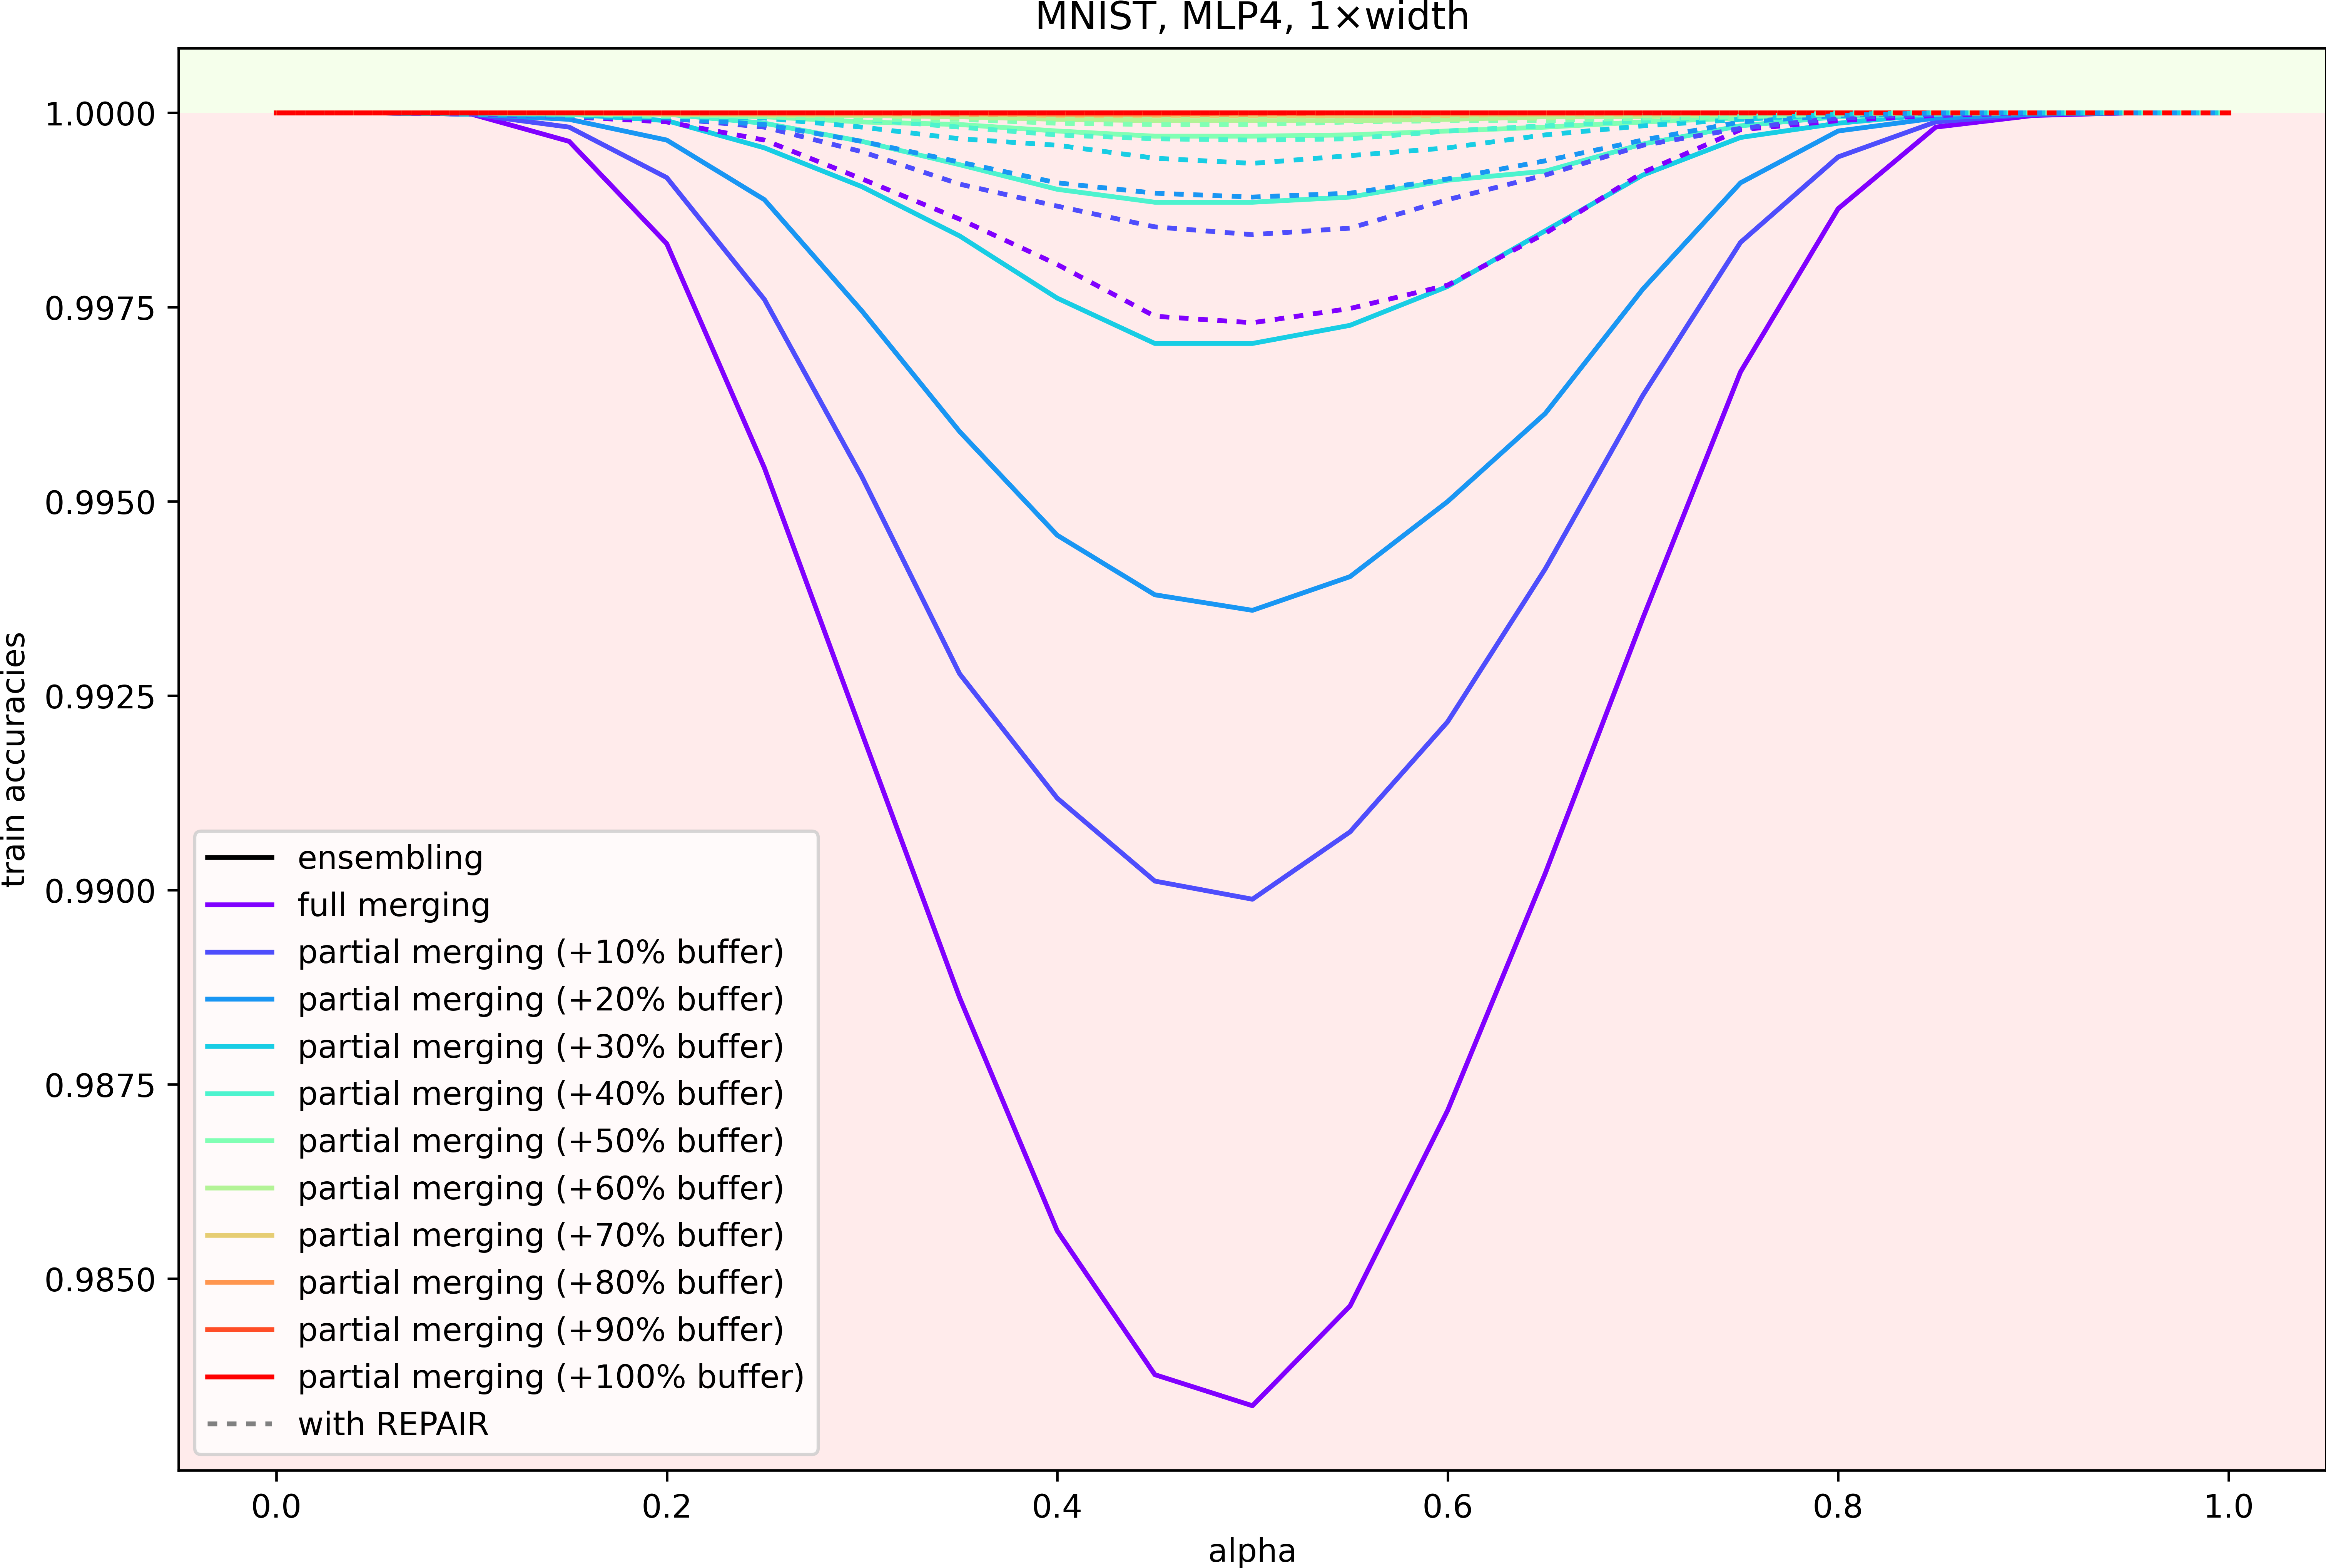 MNIST, MLP4, 1×width
train accuracies
1.0000
0.9975
0.9950
0.9925
0.9900
0.9875
0.9850
ensembling
full merging
partial merging (+10% buffer)
partial merging (+20% buffer)
partial merging (+30% buffer)
partial merging (+40% buffer)
partial merging (+50% buffer)
partial merging (+60% buffer)
partial merging (+70% buffer)
partial merging (+80% buffer)
partial merging (+90% buffer)
partial merging (+100% buffer)
with REPAIR
0.0 0.2 0.4 0.6 0.8 1.0
alpha